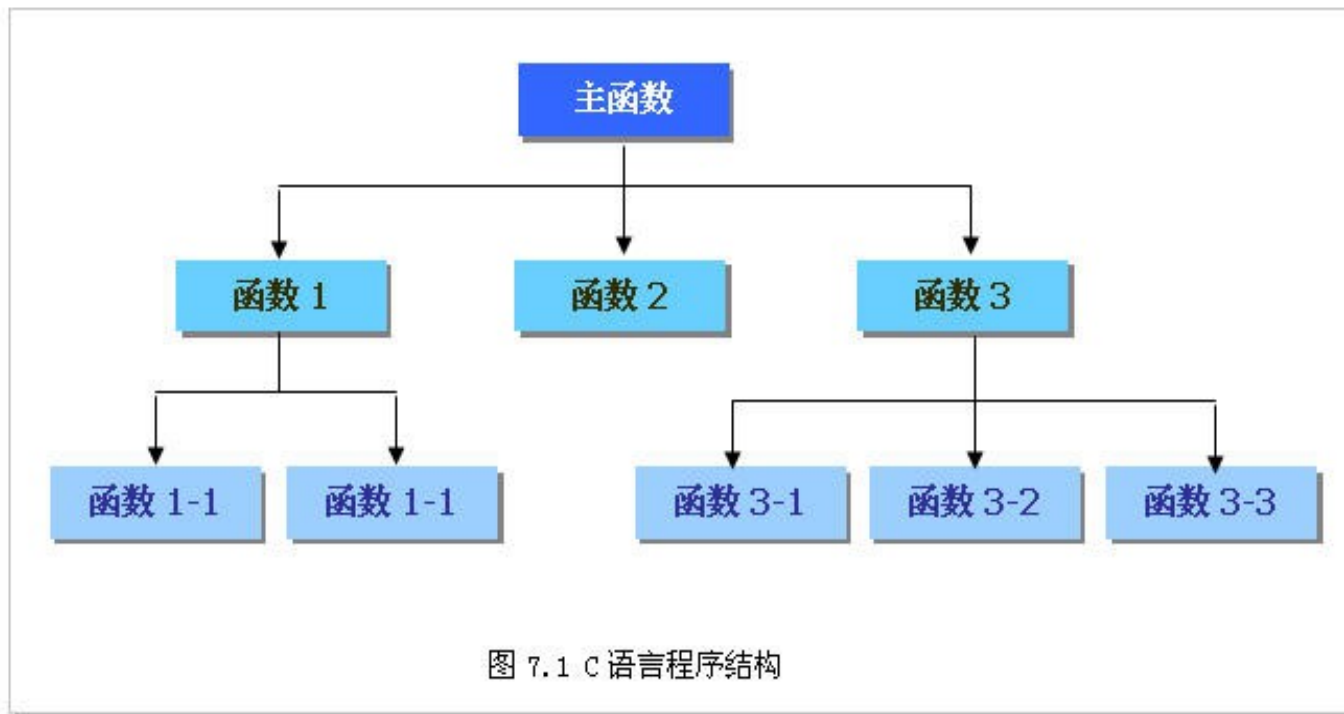 主函数
函数 1
函数 2
函数 3
函数 1-1
函数 1-1
函数 3-1
函数 3-2
函数 3-3
图 7.1 C 语言程序结构